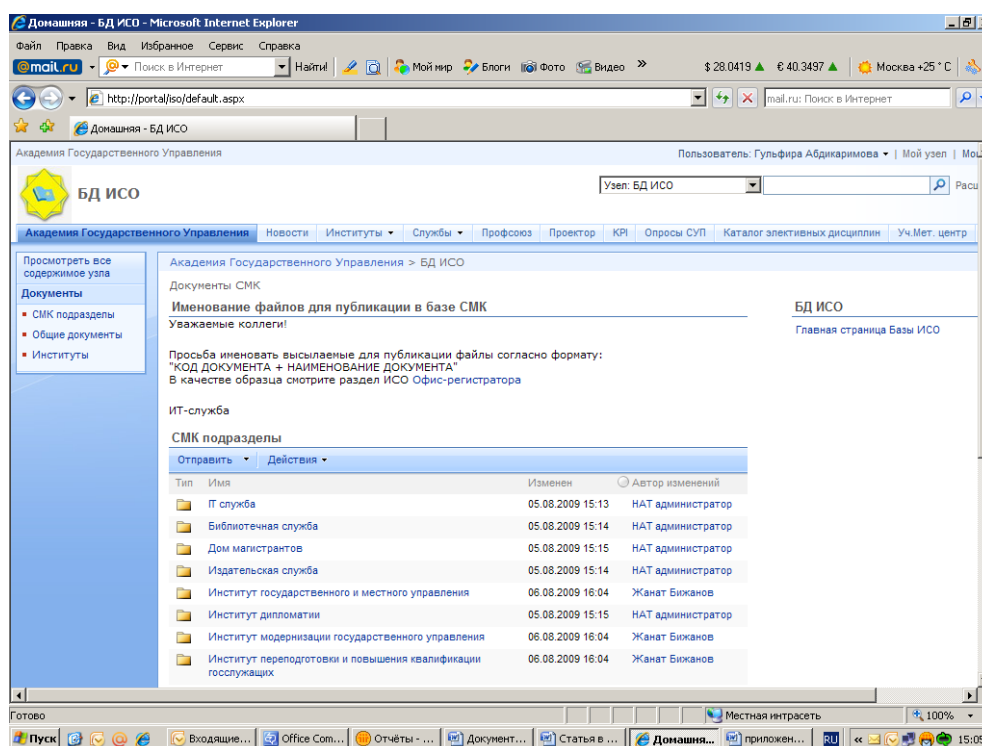 Домашняя - БД ИСО - Microsoft Internet Explorer
Файл Правка Вид Избранное Сервис Справка
@mail.ru Поиск в Интернет Найти! Мой мир Блоги Фото Видео » $ 28.0419 € 40.3497 Москва +25 °C
http://portal/iso/default.aspx mail.ru: Поиск в Интернет
Домашняя - БД ИСО
Академия Государственного Управления Пользователь: Гульфира Абдикаримова | Мой узел |
БД ИСО Узел: БД ИСО
Академия Государственного Управления Новости Институты Службы Профсоюз Проектор KPI Опросы СУП Каталог элективных дисциплин Уч.Мет. центр
Просмотреть все содержимое узла
Документы
СМК подразделы
Общие документы
Институты
Академия Государственного Управления > БД ИСО
Документы СМК
Именование файлов для публикации в базе СМК
Уважаемые коллеги!
Просьба именовать высылаемые для публикации файлы согласно формату:
"КОД ДОКУМЕНТА + НАИМЕНОВАНИЕ ДОКУМЕНТА"
В качестве образца смотрите раздел ИСО Офис-регистратора
ИТ-служба
БД ИСО
Главная страница Базы ИСО
СМК подразделы
Отправить Действия
Тип Имя Изменен Автор изменений
IT служба 05.08.2009 15:13 НАТ администратор
Библиотечная служба 05.08.2009 15:14 НАТ администратор
Дом магистрантов 05.08.2009 15:15 НАТ администратор
Издательская служба 05.08.2009 15:14 НАТ администратор
Институт государственного и местного управления 06.08.2009 16:04 Жанат Бижанов
Институт дипломатии 05.08.2009 15:15 НАТ администратор
Институт модернизации государственного управления 06.08.2009 16:04 Жанат Бижанов
Институт переподготовки и повышения квалификации 06.08.2009 16:04 Жанат Бижанов
госслужащих
Готово Местная интрасеть 100%
Пуск Входящие... Office Com... Отчёты - ... Документ... Статья в ... Домашня... приложен... RU « 15:05